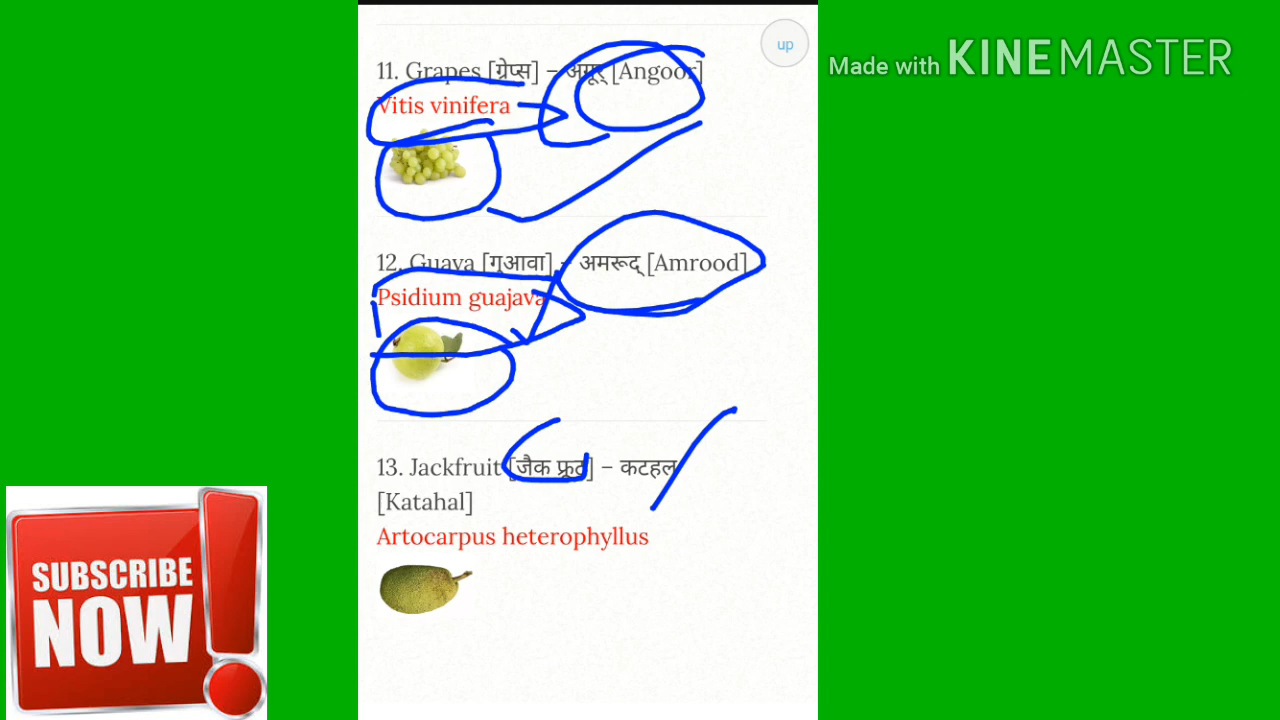 up
Made with KINEMASTER
11. Grapes [ग्रेप्स] – अंगूर् [Angoor]
Vitis vinifera
12. Guava [गुआवा] – अमरूद् [Amrood]
Psidium guajava
13. Jackfruit [जैक फ्रूट] – कटहल
[Katahal]
Artocarpus heterophyllus
SUBSCRIBE
NOW